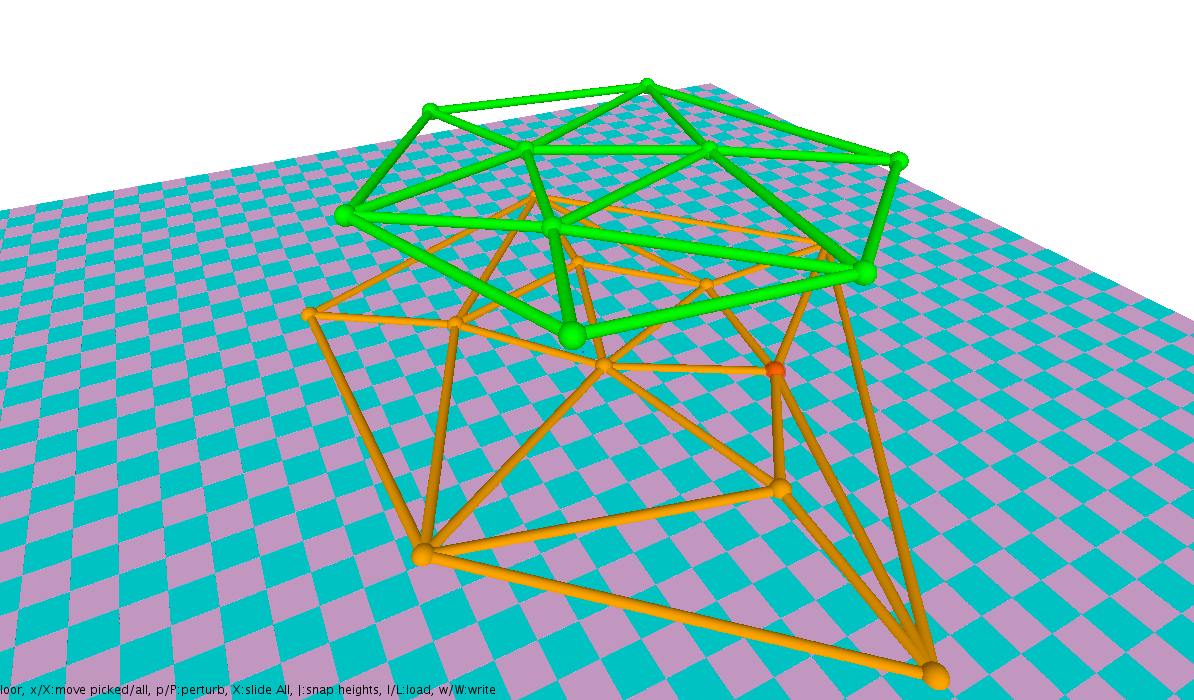 loor, x/X:move picked/all, p/P:perturb, X:slide All, J:snap heights, l/L:load, w/W:write